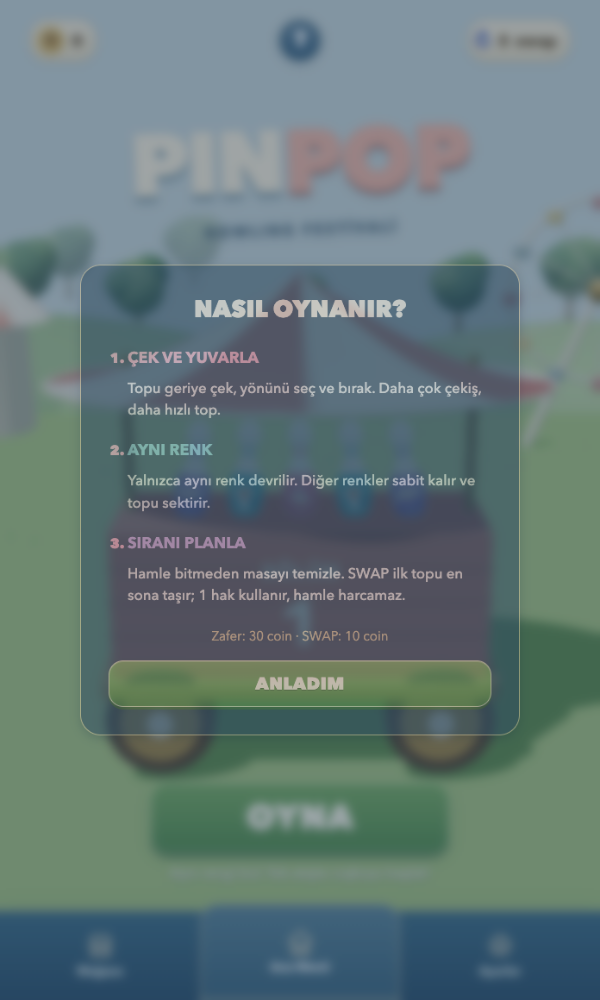 PINPOP
NASIL OYNANIR?
1. ÇEK VE YUVARLA
Topu geriye çek, yönünü seç ve bırak. Daha çok çekiş,
daha hızlı top.
2. AYNI RENK
Yalnızca aynı renk devrilir. Diğer renkler sabit kalır ve
topu sektirir.
3. SIRANI PLANLA
Hamle bitmeden masayı temizle. SWAP ilk topu en
sona taşır; 1 hak kullanır, hamle harcamaz.
Zafer: 30 coin · SWAP: 10 coin
ANLADIM
OYNA